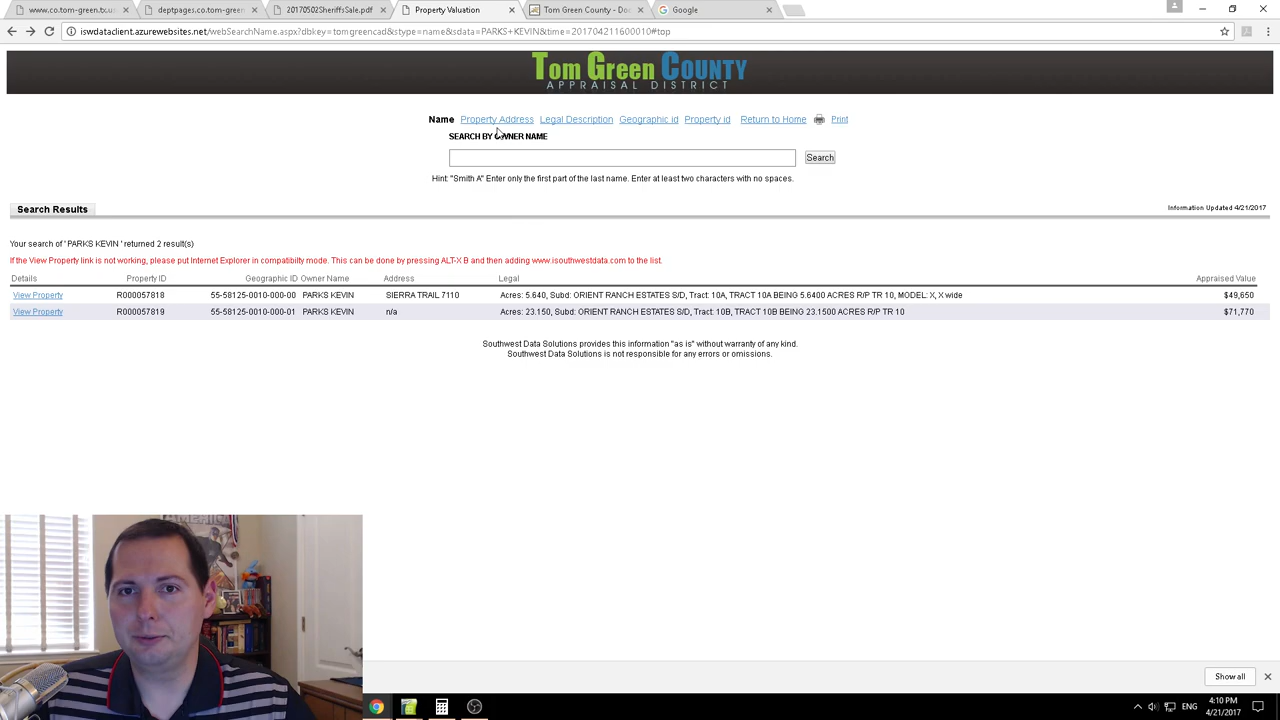 www.co.tom-green.tx.us
deptpages.co.tom-green
20170502SheriffsSale.pdf
Property Valuation
Tom Green County - Do
Google
iswdataclient.azurewebsites.net/webSearchName.aspx?dbkey=tomgreencad&stype=name&sdata=PARKS+KEVIN&time=201704211600010#top
Tom Green COUNTY
APPRAISAL DISTRICT
Name Property Address Legal Description Geographic id Property id Return to Home Print
SEARCH BY OWNER NAME
Search
Hint: "Smith A" Enter only the first part of the last name. Enter at least two characters with no spaces.
Search Results
Information Updated 4/21/2017
Your search of ' PARKS KEVIN ' returned 2 result(s)
If the View Property link is not working, please put Internet Explorer in compatibilty mode. This can be done by pressing ALT-X B and then adding www.isouthwestdata.com to the list.
Details Property ID Geographic ID Owner Name Address Legal Appraised Value
View Property R000057818 55-58125-0010-000-00 PARKS KEVIN SIERRA TRAIL 7110 Acres: 5.640, Subd: ORIENT RANCH ESTATES S/D, Tract: 10A, TRACT 10A BEING 5.6400 ACRES R/P TR 10, MODEL: X, X wide $49,650
View Property R000057819 55-58125-0010-000-01 PARKS KEVIN n/a Acres: 23.150, Subd: ORIENT RANCH ESTATES S/D, Tract: 10B, TRACT 10B BEING 23.1500 ACRES R/P TR 10 $71,770
Southwest Data Solutions provides this information "as is" without warranty of any kind.
Southwest Data Solutions is not responsible for any errors or omissions.
Show all
ENG
4:10 PM
4/21/2017